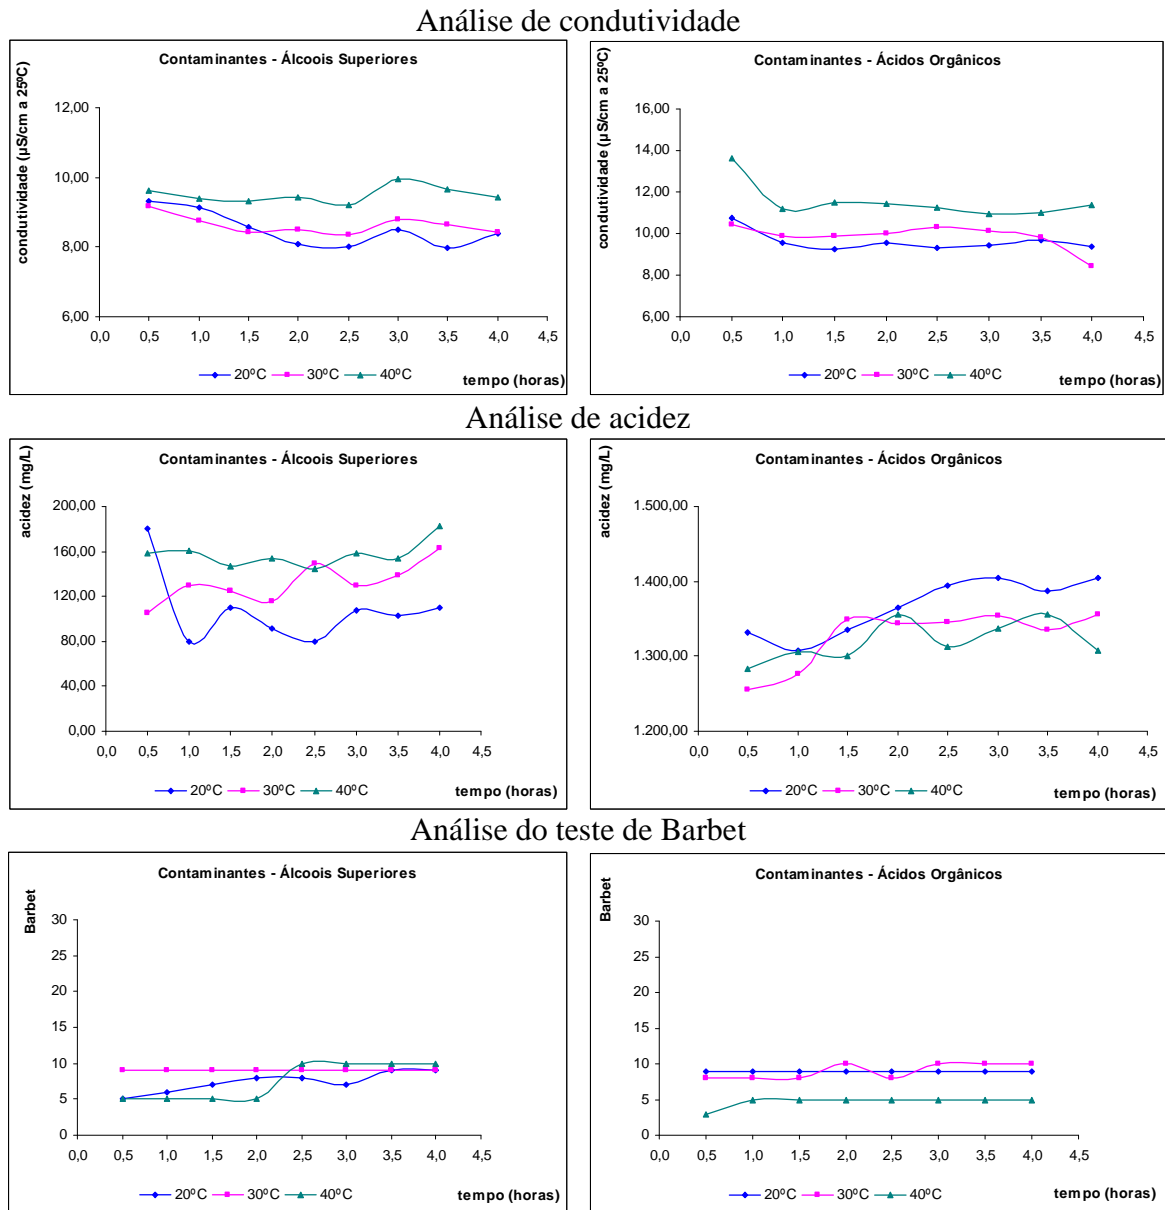 Análise de condutividade
Contaminantes - Álcoois Superiores
condutividade (µS/cm a 25ºC)
12,00
10,00
8,00
6,00
0,0 0,5 1,0 1,5 2,0 2,5 3,0 3,5 4,0 4,5
20ºC 30ºC 40ºC
tempo (horas)
Contaminantes - Ácidos Orgânicos
condutividade (µS/cm a 25ºC)
16,00
14,00
12,00
10,00
8,00
6,00
0,0 0,5 1,0 1,5 2,0 2,5 3,0 3,5 4,0 4,5
20ºC 30ºC 40ºC
tempo (horas)
Análise de acidez
Contaminantes - Álcoois Superiores
acidez (mg/L)
200,00
160,00
120,00
80,00
40,00
0,00
0,0 0,5 1,0 1,5 2,0 2,5 3,0 3,5 4,0 4,5
20ºC 30ºC 40ºC
tempo (horas)
Contaminantes - Ácidos Orgânicos
acidez (mg/L)
1.500,00
1.400,00
1.300,00
1.200,00
0,0 0,5 1,0 1,5 2,0 2,5 3,0 3,5 4,0 4,5
20ºC 30ºC 40ºC
tempo (horas)
Análise do teste de Barbet
Contaminantes - Álcoois Superiores
Barbet
30
25
20
15
10
5
0
0,0 0,5 1,0 1,5 2,0 2,5 3,0 3,5 4,0 4,5
20ºC 30ºC 40ºC
tempo (horas)
Contaminantes - Ácidos Orgânicos
Barbet
30
25
20
15
10
5
0
0,0 0,5 1,0 1,5 2,0 2,5 3,0 3,5 4,0 4,5
20ºC 30ºC 40ºC
tempo (horas)